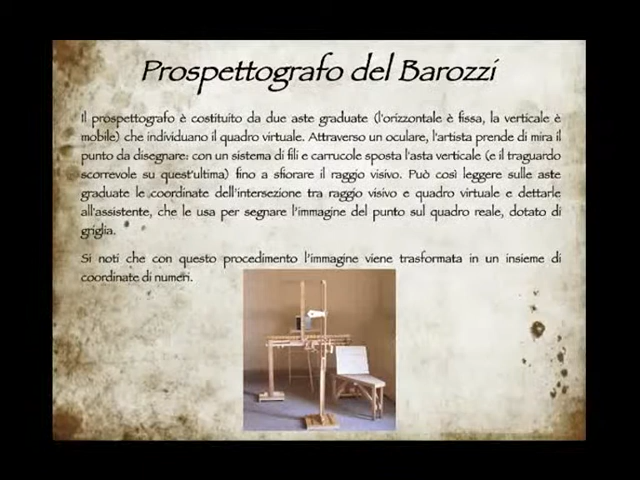 Prospettografo del Barozzi
Il prospettografo è costituito da due aste graduate (l'orizzontale è fissa, la verticale è
mobile) che individuano il quadro virtuale. Attraverso un oculare, l'artista prende di mira il
punto da disegnare: con un sistema di fili e carrucole sposta l'asta verticale (e il traguardo
scorrevole su quest'ultima) fino a sfiorare il raggio visivo. Può così leggere sulle aste
graduate le coordinate dell'intersezione tra raggio visivo e quadro virtuale e dettarle
all'assistente, che le usa per segnare l'immagine del punto sul quadro reale, dotato di
griglia.
Si noti che con questo procedimento l'immagine viene trasformata in un insieme di
coordinate di numeri.